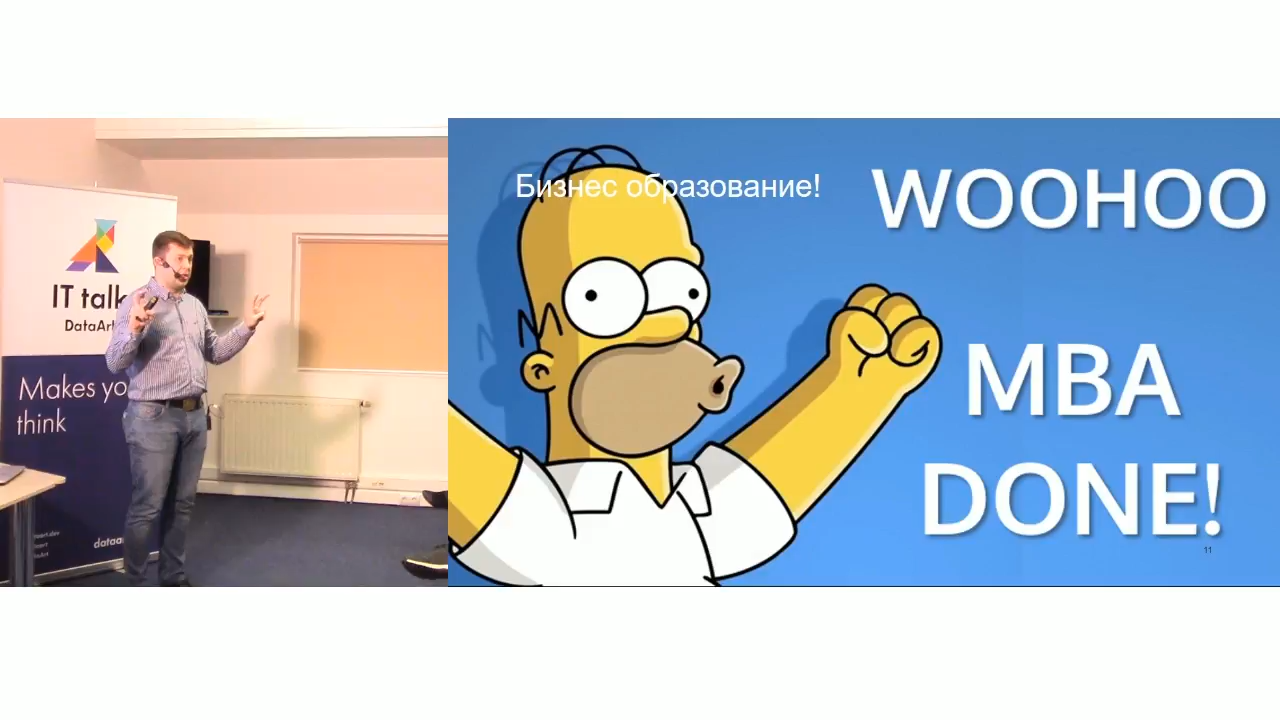 IT talk
DataArt
Makes yo
think
Бизнес образование!
WOOHOO
MBA
DONE!
11